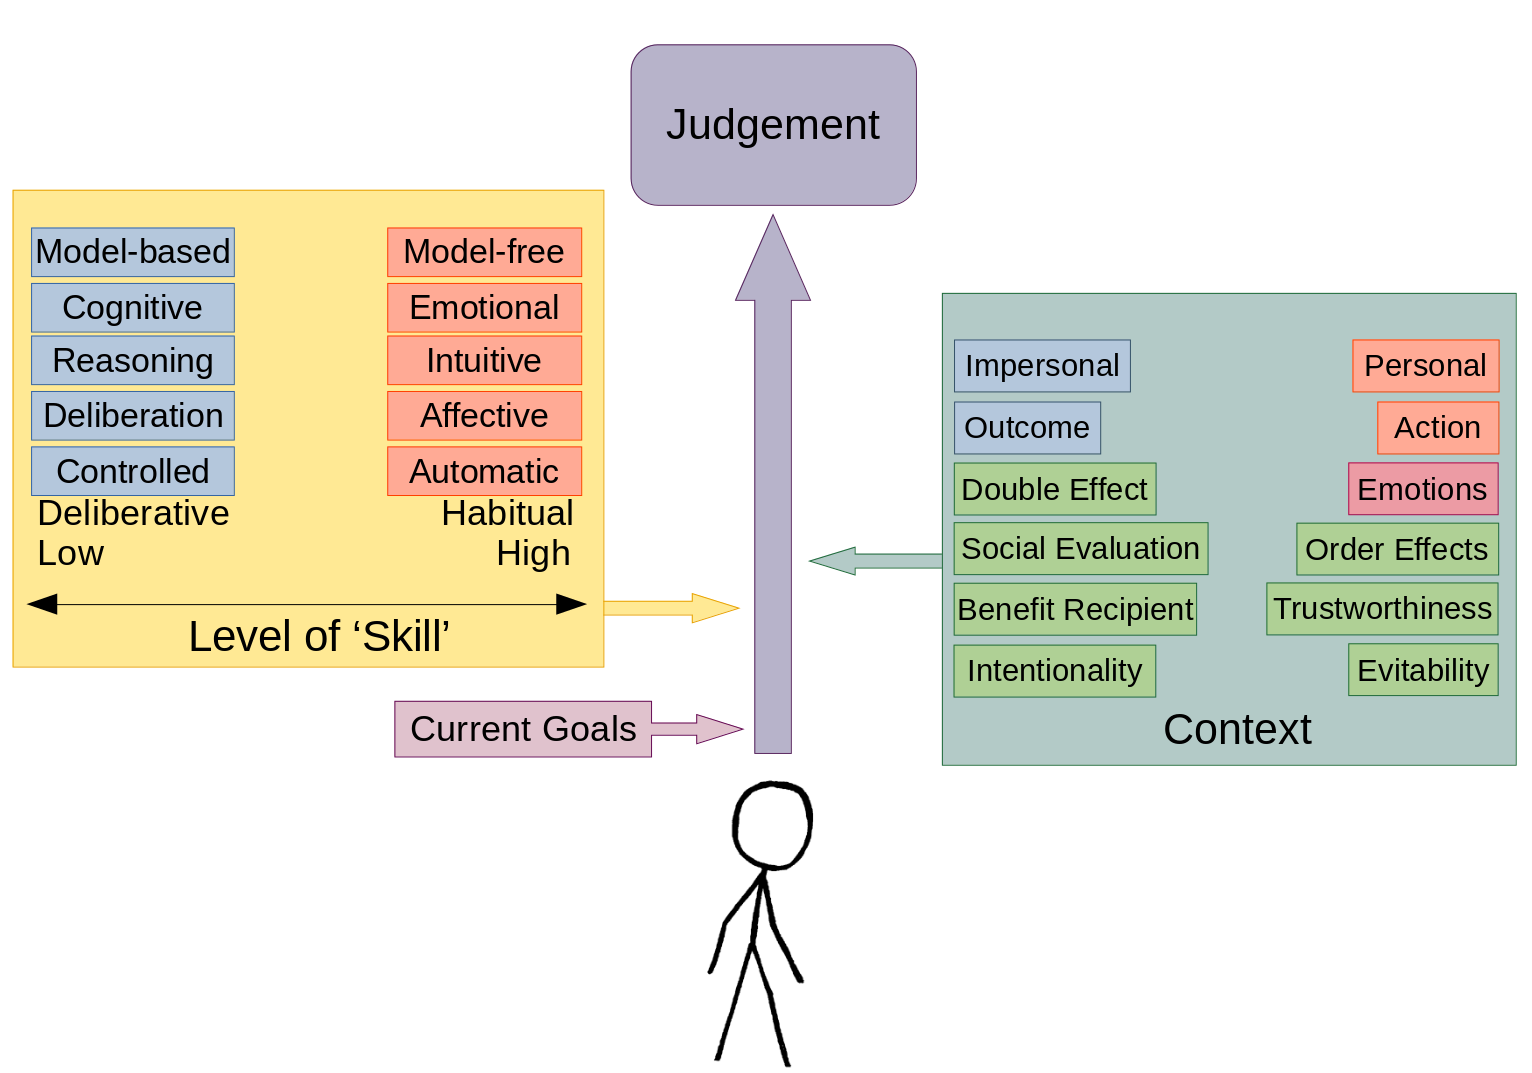 Judgement
Model-based
Cognitive
Reasoning
Deliberation
Controlled
Deliberative
Low
Model-free
Emotional
Intuitive
Affective
Automatic
Habitual
High
Level of ‘Skill’
Current Goals
Impersonal
Outcome
Double Effect
Social Evaluation
Benefit Recipient
Intentionality
Personal
Action
Emotions
Order Effects
Trustworthiness
Evitability
Context